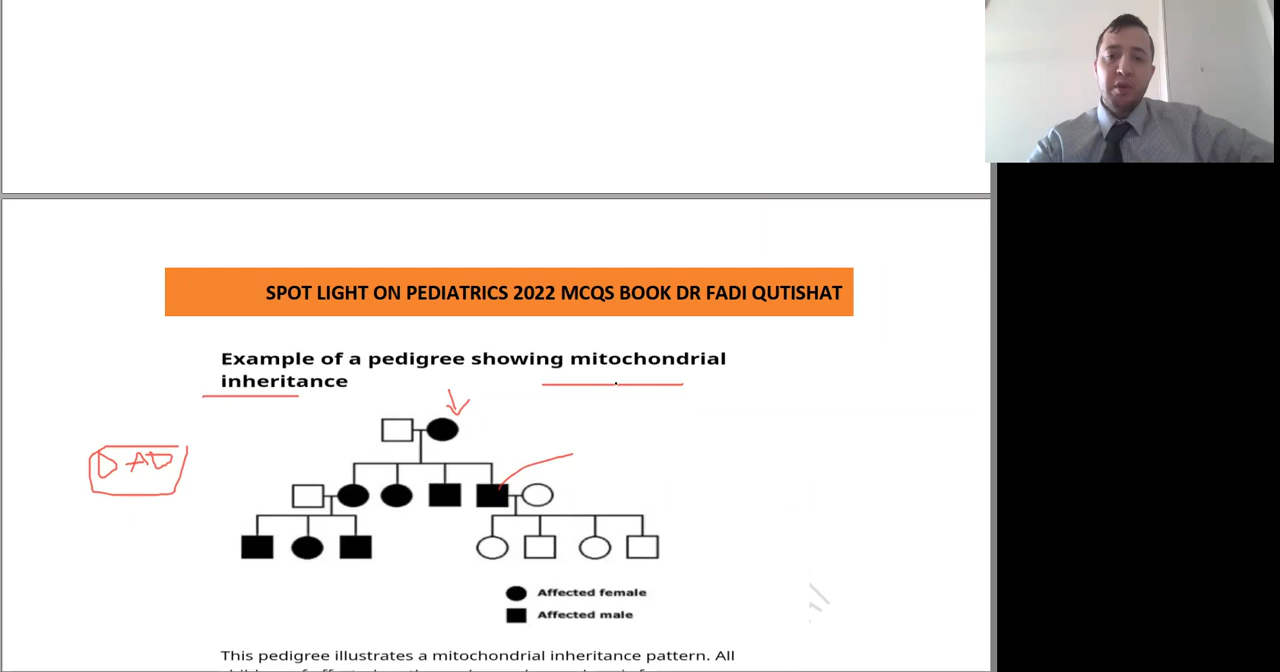 SPOT LIGHT ON PEDIATRICS 2022 MCQS BOOK DR FADI QUTISHAT
Example of a pedigree showing mitochondrial
inheritance
DAD
Affected female
Affected male
This pedigree illustrates a mitochondrial inheritance pattern. All